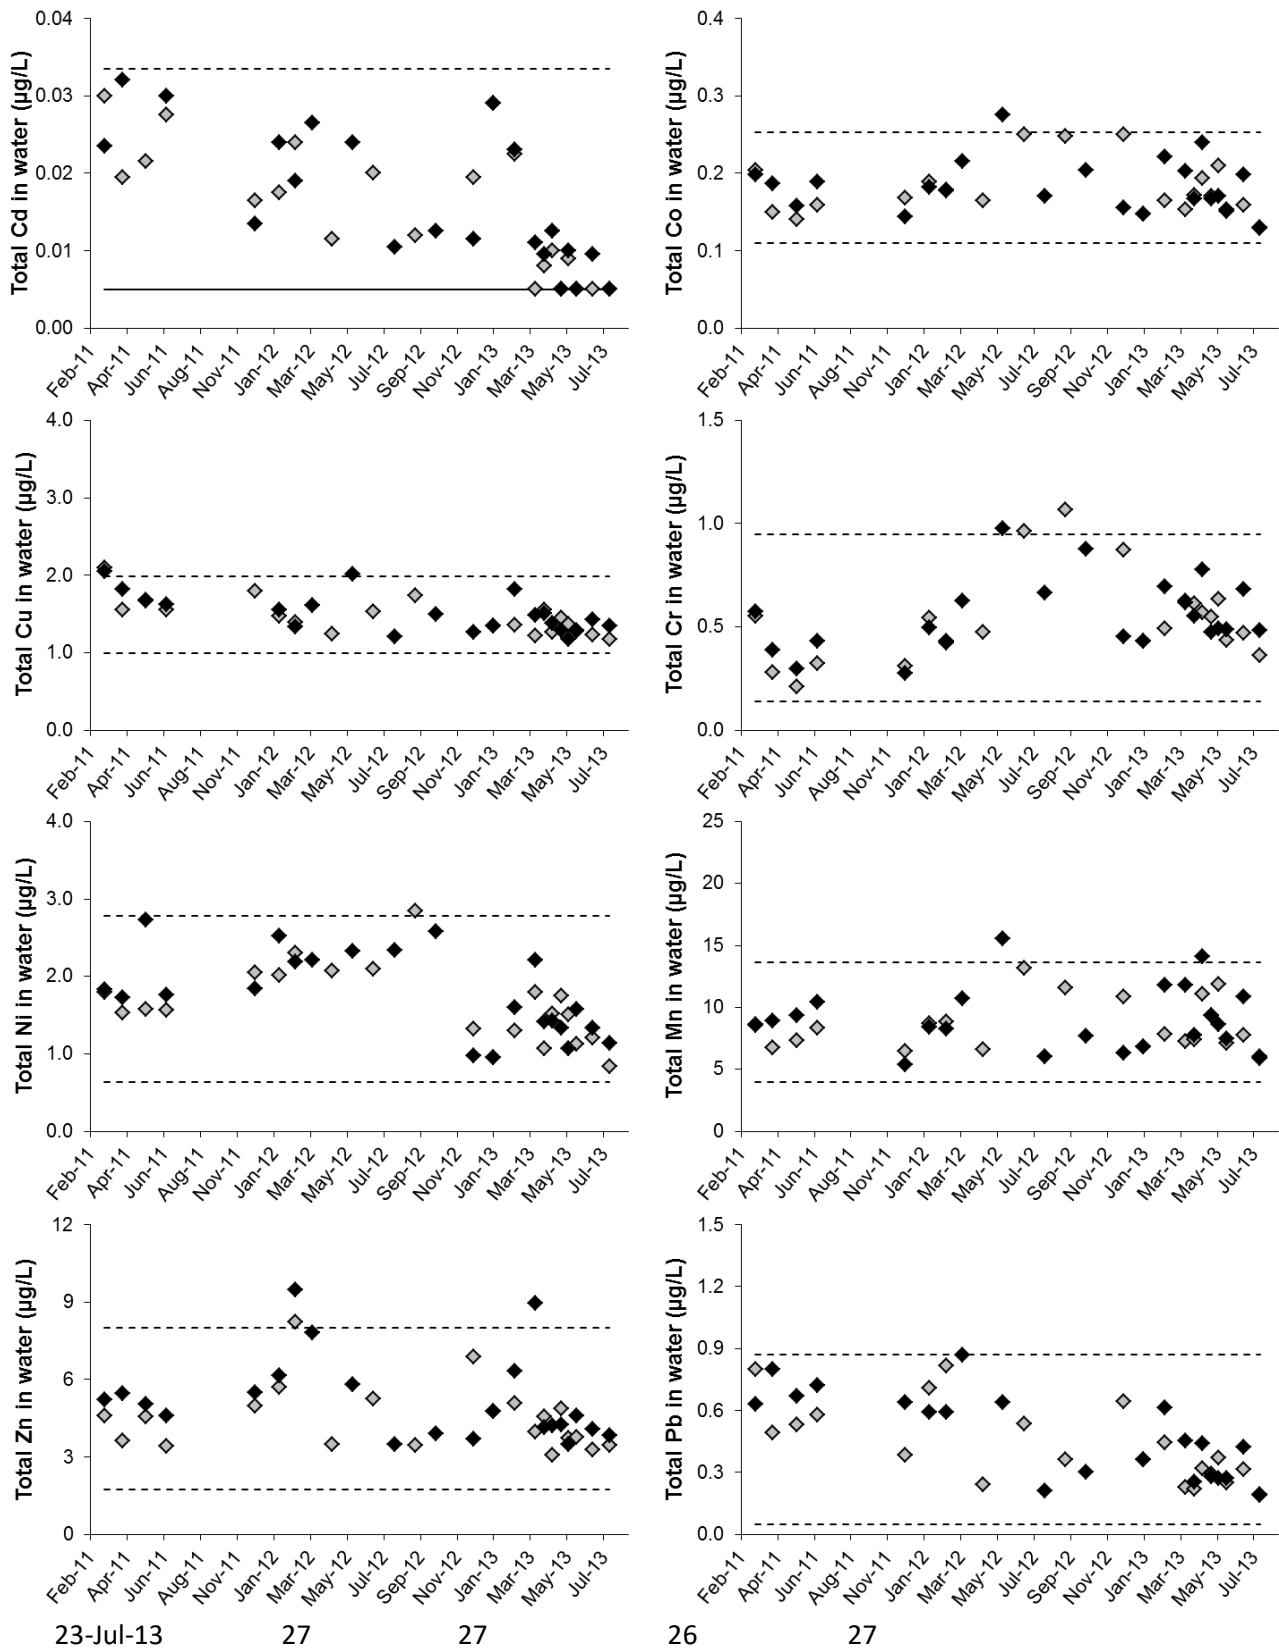 Total Cd in water (µg/L)
0.04
0.03
0.02
0.01
0.00
Feb-11 Apr-11 Jun-11 Aug-11 Nov-11 Jan-12 Mar-12 May-12 Jul-12 Sep-12 Nov-12 Jan-13 Mar-13 May-13 Jul-13
Total Co in water (µg/L)
0.4
0.3
0.2
0.1
0.0
Feb-11 Apr-11 Jun-11 Aug-11 Nov-11 Jan-12 Mar-12 May-12 Jul-12 Sep-12 Nov-12 Jan-13 Mar-13 May-13 Jul-13
Total Cu in water (µg/L)
4.0
3.0
2.0
1.0
0.0
Feb-11 Apr-11 Jun-11 Aug-11 Nov-11 Jan-12 Mar-12 May-12 Jul-12 Sep-12 Nov-12 Jan-13 Mar-13 May-13 Jul-13
Total Cr in water (µg/L)
1.5
1.0
0.5
0.0
Feb-11 Apr-11 Jun-11 Aug-11 Nov-11 Jan-12 Mar-12 May-12 Jul-12 Sep-12 Nov-12 Jan-13 Mar-13 May-13 Jul-13
Total Ni in water (µg/L)
4.0
3.0
2.0
1.0
0.0
Feb-11 Apr-11 Jun-11 Aug-11 Nov-11 Jan-12 Mar-12 May-12 Jul-12 Sep-12 Nov-12 Jan-13 Mar-13 May-13 Jul-13
Total Mn in water (µg/L)
25
20
15
10
5
0
Feb-11 Apr-11 Jun-11 Aug-11 Nov-11 Jan-12 Mar-12 May-12 Jul-12 Sep-12 Nov-12 Jan-13 Mar-13 May-13 Jul-13
Total Zn in water (µg/L)
12
9
6
3
0
Feb-11 Apr-11 Jun-11 Aug-11 Nov-11 Jan-12 Mar-12 May-12 Jul-12 Sep-12 Nov-12 Jan-13 Mar-13 May-13 Jul-13
Total Pb in water (µg/L)
1.5
1.2
0.9
0.6
0.3
0.0
Feb-11 Apr-11 Jun-11 Aug-11 Nov-11 Jan-12 Mar-12 May-12 Jul-12 Sep-12 Nov-12 Jan-13 Mar-13 May-13 Jul-13
23-Jul-13 27 27 26 27